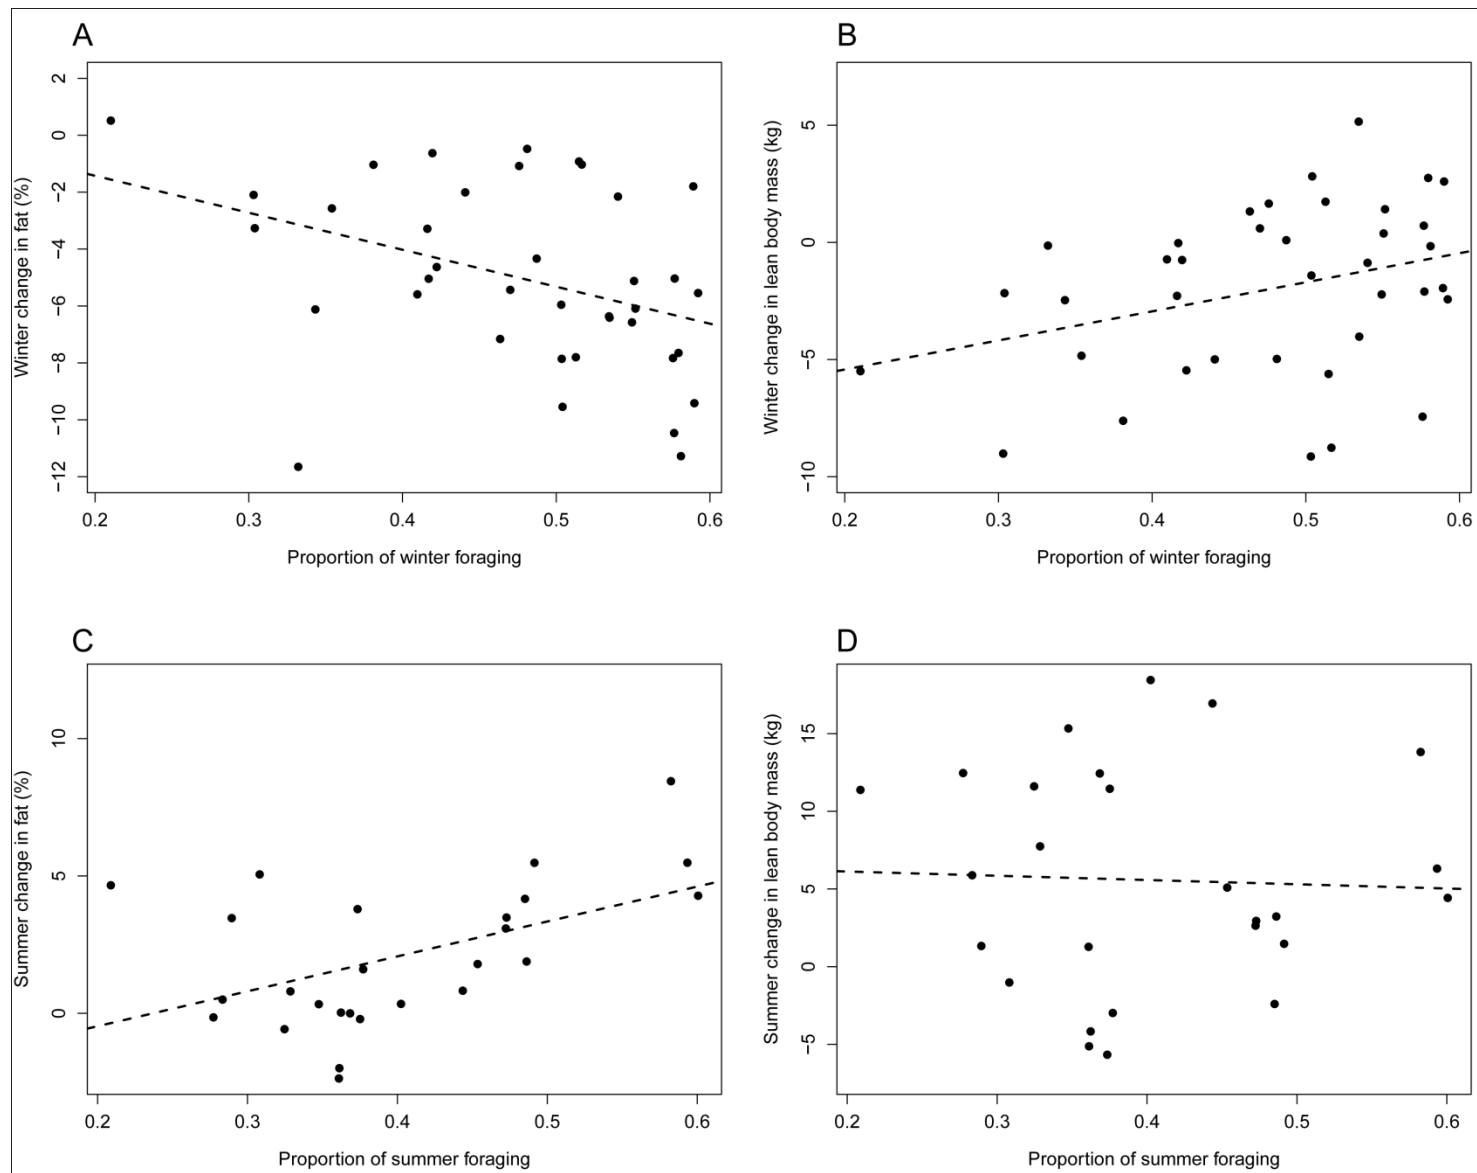 A
Winter change in fat (%)
2
0
−2
−4
−6
−8
−10
−12
0.2 0.3 0.4 0.5 0.6
Proportion of winter foraging
B
Winter change in lean body mass (kg)
5
0
−5
−10
0.2 0.3 0.4 0.5 0.6
Proportion of winter foraging
C
Summer change in fat (%)
10
5
0
0.2 0.3 0.4 0.5 0.6
Proportion of summer foraging
D
Summer change in lean body mass (kg)
15
10
5
0
−5
0.2 0.3 0.4 0.5 0.6
Proportion of summer foraging